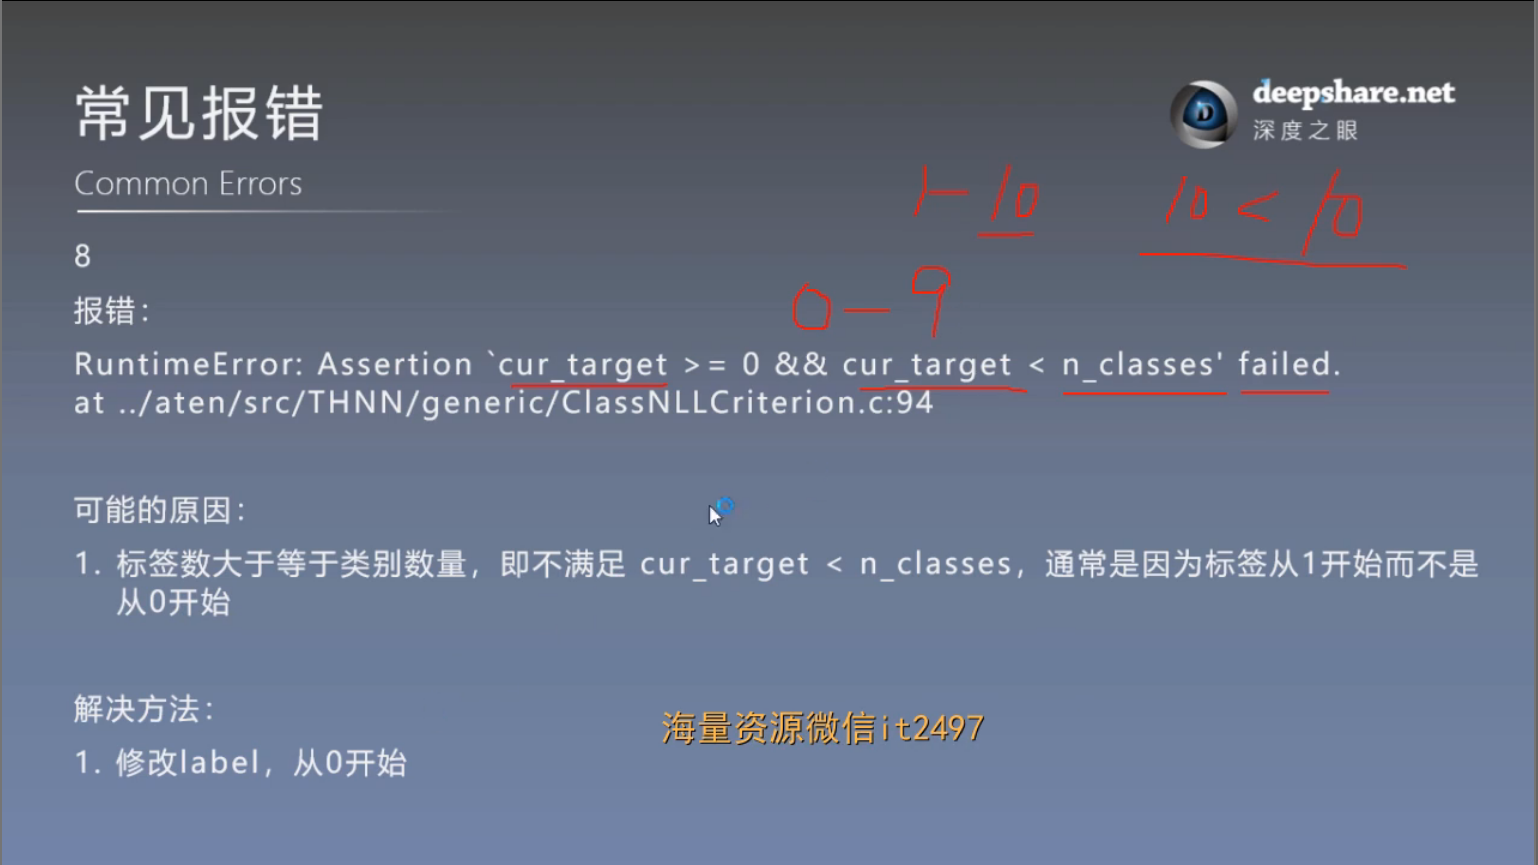 常见报错
deepshare.net
深度之眼
Common Errors
1-10
10 < 10
8
0-9
报错：
RuntimeError: Assertion `cur_target >= 0 && cur_target < n_classes' failed.
at ../aten/src/THNN/generic/ClassNLLCriterion.c:94
可能的原因：
1. 标签数大于等于类别数量，即不满足 cur_target < n_classes，通常是因为标签从1开始而不是
从0开始
解决方法：
海量资源微信it2497
1. 修改label，从0开始